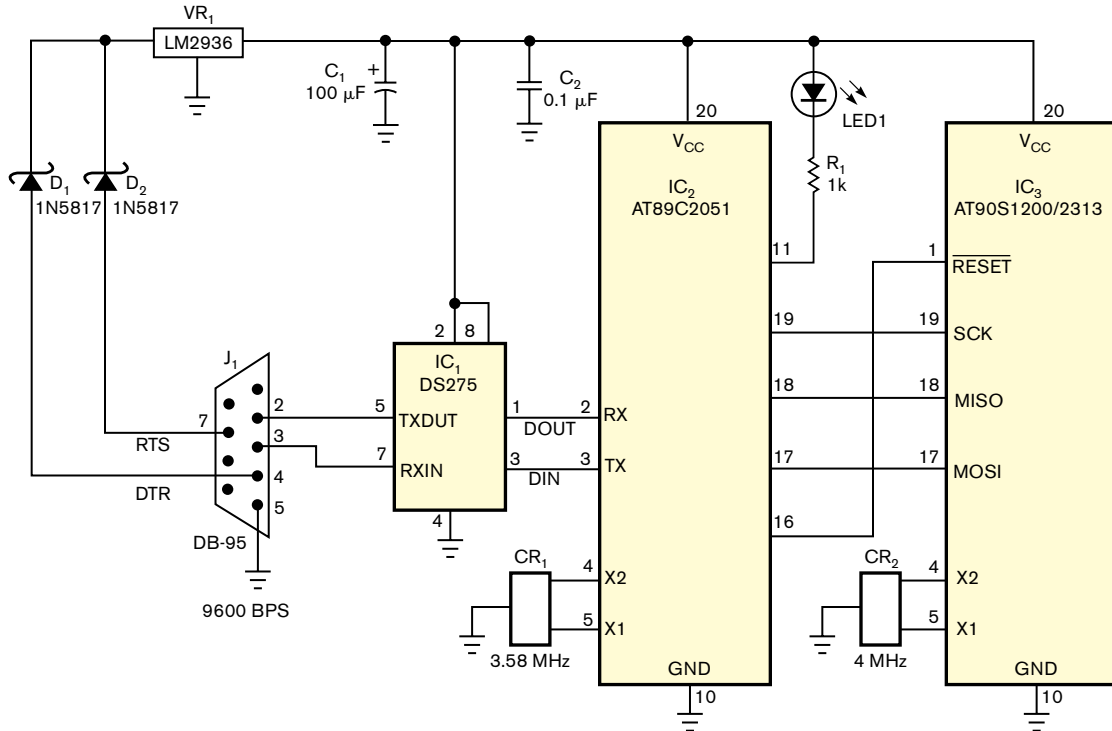 VR1
LM2936
C1
100 µF
+
C2
0.1 µF
LED1
R1
1k
D1
1N5817
D2
1N5817
20
VCC
IC2
AT89C2051
11
19
18
17
16
RX
TX
X2
X1
GND
10
20
VCC
IC3
AT90S1200/2313
1
RESET
19
SCK
18
MISO
17
MOSI
4
X2
5
X1
GND
10
2
8
IC1
DS275
5
TXDUT
7
RXIN
1
DOUT
2
3
DIN
3
4
J1
7
RTS
DTR
2
3
4
5
DB-95
9600 BPS
CR1
4
5
3.58 MHz
CR2
4 MHz